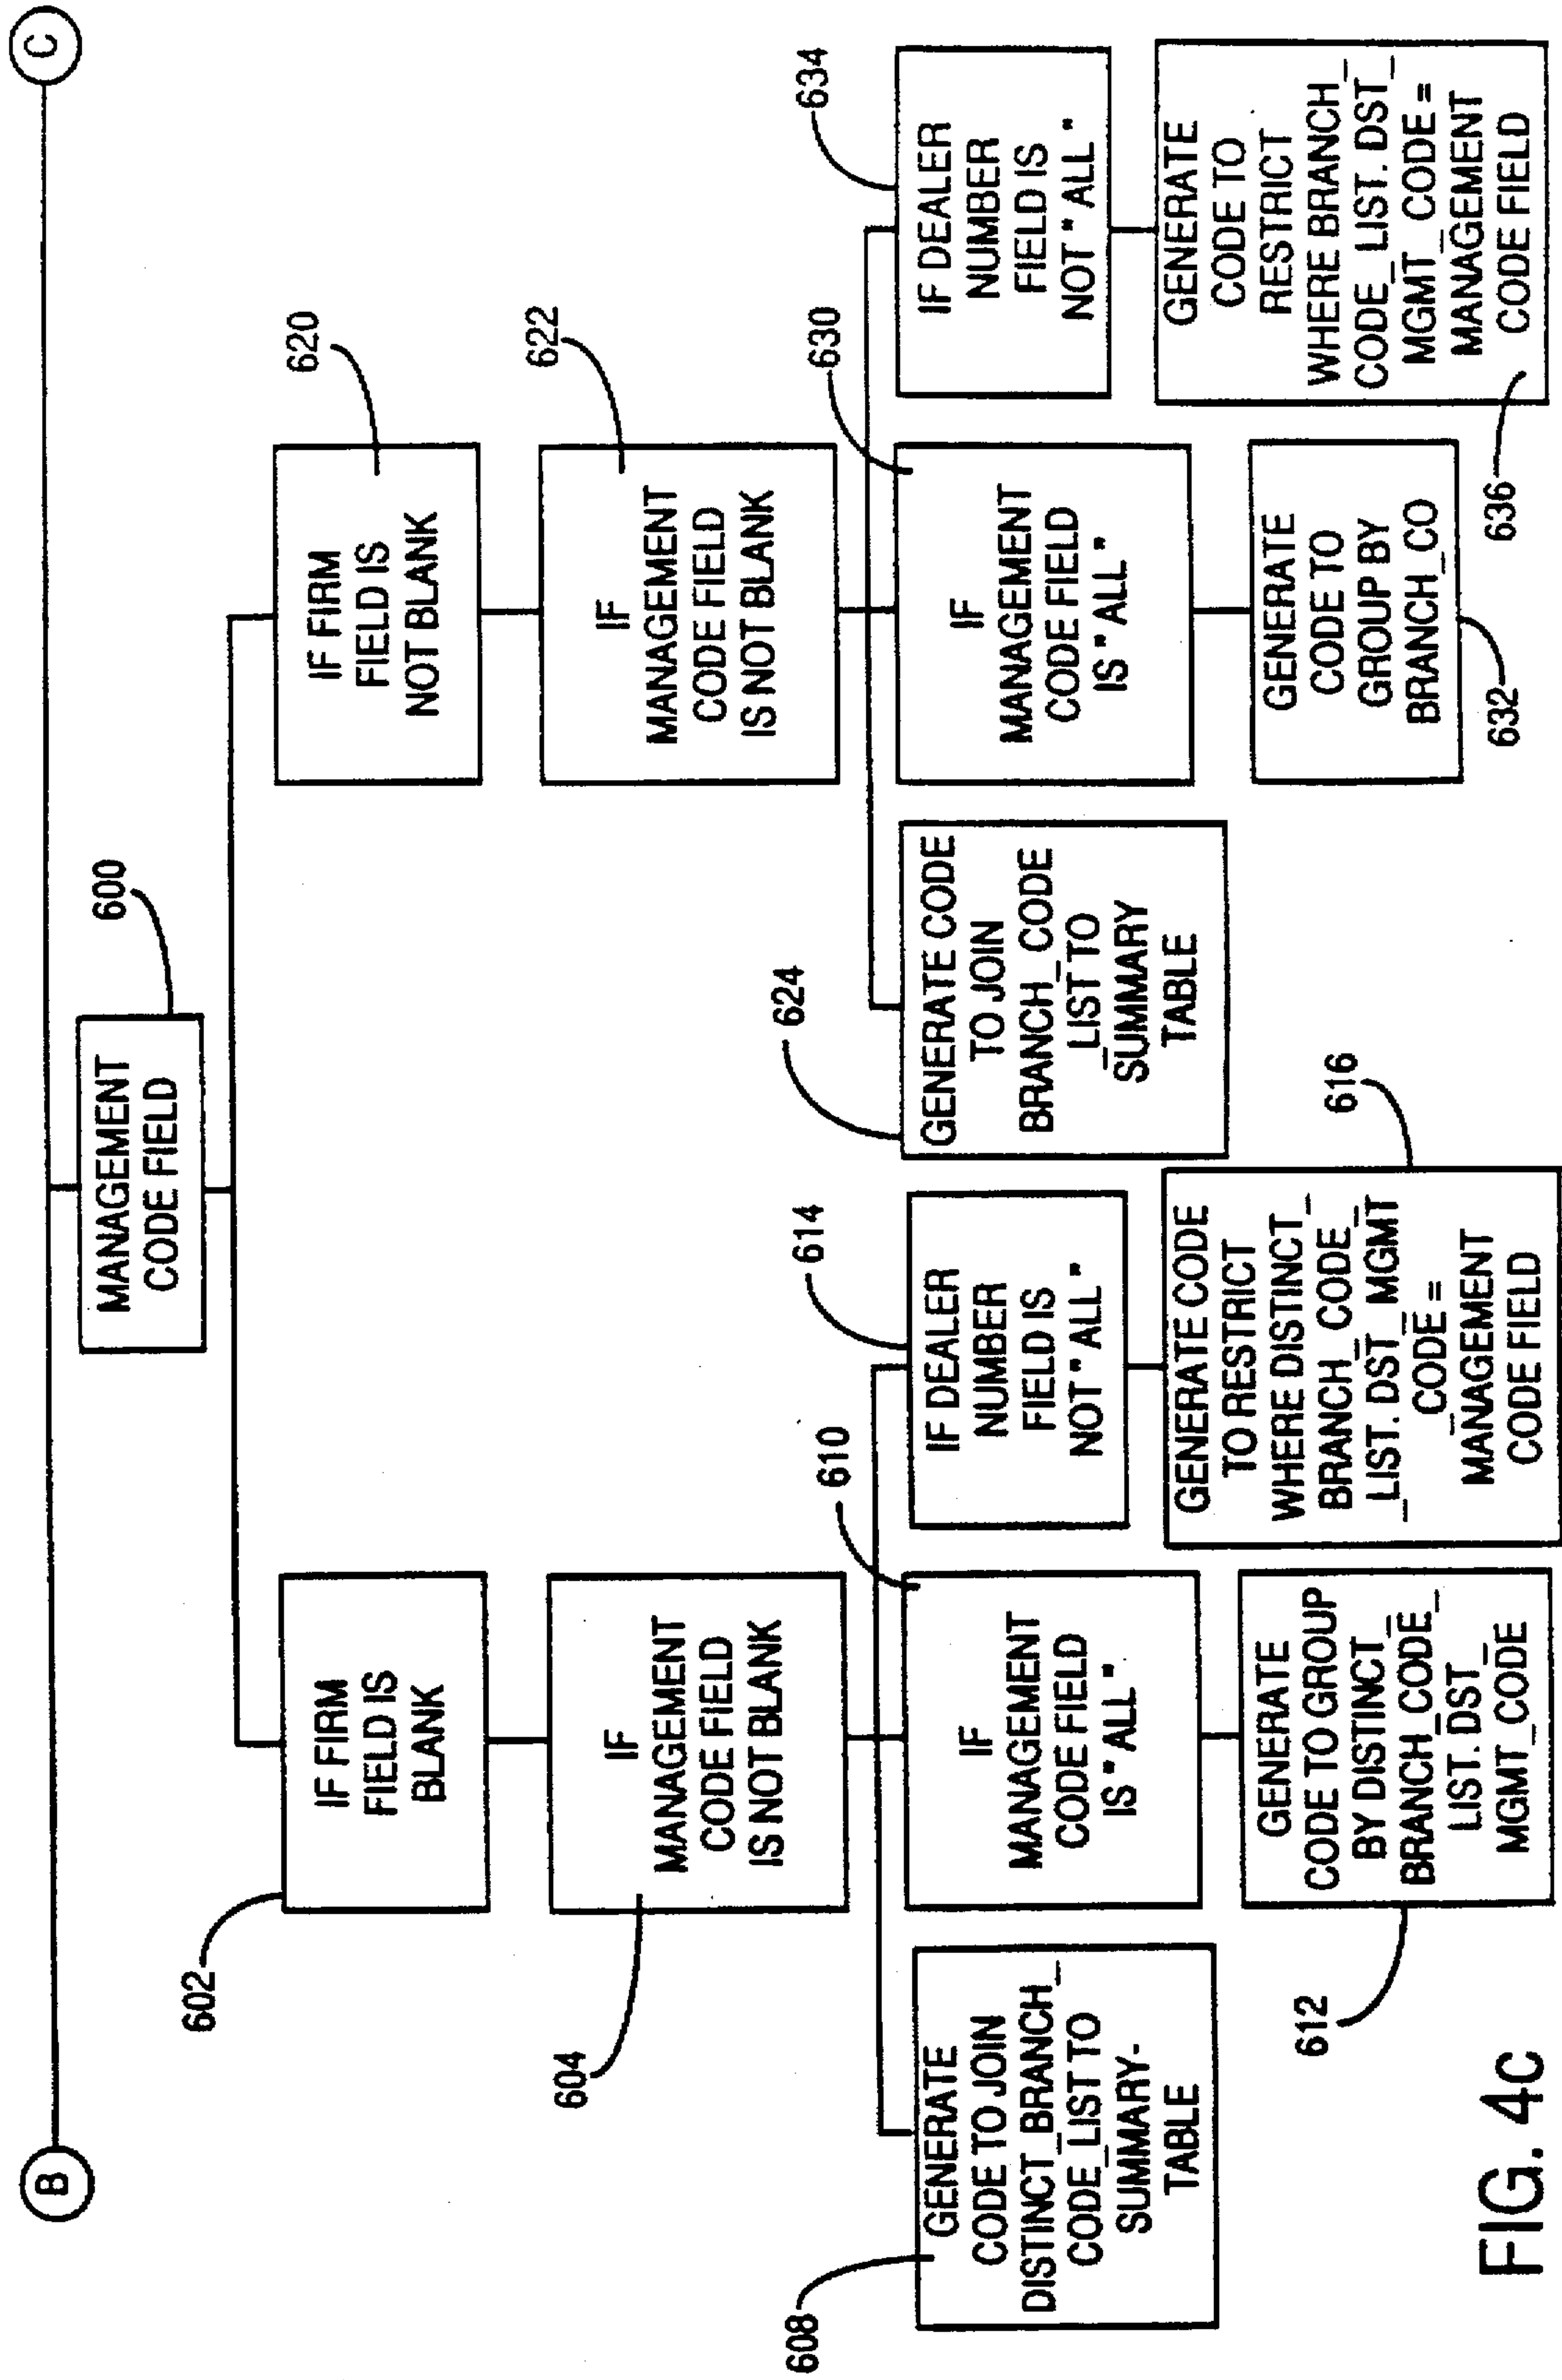 B
C
600
MANAGEMENT
CODE FIELD
602
IF FIRM
FIELD IS
BLANK
620
IF FIRM
FIELD IS
NOT BLANK
604
IF
MANAGEMENT
CODE FIELD
IS NOT BLANK
622
IF
MANAGEMENT
CODE FIELD
IS NOT BLANK
608
GENERATE
CODE TO JOIN
DISTINCT_BRANCH_
CODE_LIST TO
SUMMARY-
TABLE
610
IF
MANAGEMENT
CODE FIELD
IS "ALL"
614
IF DEALER
NUMBER
FIELD IS
NOT "ALL"
624
GENERATE CODE
TO JOIN
BRANCH_CODE
_LIST TO
SUMMARY
TABLE
630
IF
MANAGEMENT
CODE FIELD
IS "ALL"
634
IF DEALER
NUMBER
FIELD IS
NOT "ALL"
612
GENERATE
CODE TO GROUP
BY DISTINCT_
BRANCH_CODE_
LIST. DST_
MGMT_CODE
616
GENERATE CODE
TO RESTRICT
WHERE DISTINCT_
BRANCH_CODE_
_LIST. DST_MGMT
_CODE =
MANAGEMENT
CODE FIELD
632
GENERATE
CODE TO
GROUP BY
BRANCH_CO
636
GENERATE
CODE TO
RESTRICT
WHERE BRANCH_
CODE_LIST. DST_
MGMT_CODE =
MANAGEMENT
CODE FIELD
FIG. 4c